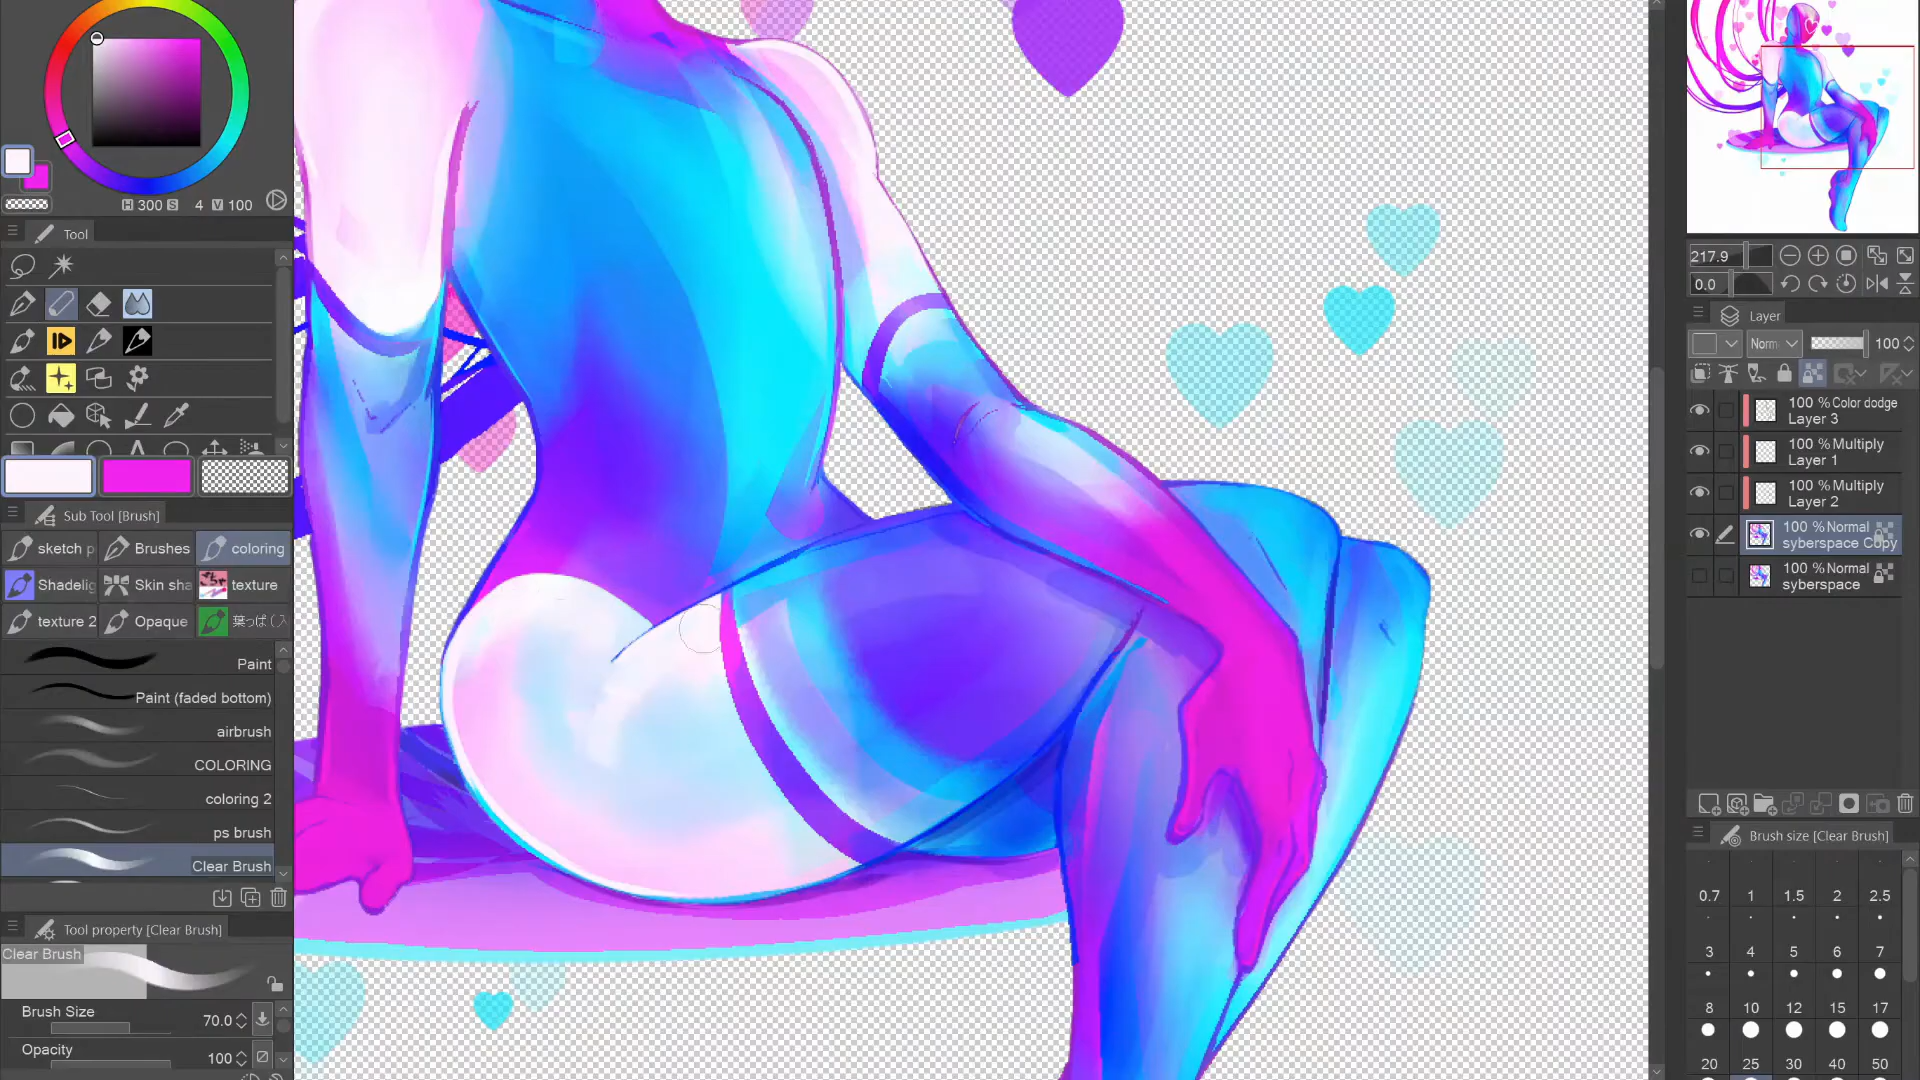 H 300 S 4 V 100
Tool
Sub Tool [Brush]
sketch p
Brushes
coloring
Shadelig
Skin sha
texture
texture 2
Opaque
Paint
Paint (faded bottom)
airbrush
COLORING
coloring 2
ps brush
Clear Brush
Tool property [Clear Brush]
Clear Brush
Brush Size 70.0
Opacity 100
217.9
0.0
Layer
Norm 100
100 % Color dodge
Layer 3
100 % Multiply
Layer 1
100 % Multiply
Layer 2
100 % Normal
syberspace Copy
100 % Normal
syberspace
Brush size [Clear Brush]
0.7 1 1.5 2 2.5
3 4 5 6 7
8 10 12 15 17
20 25 30 40 50